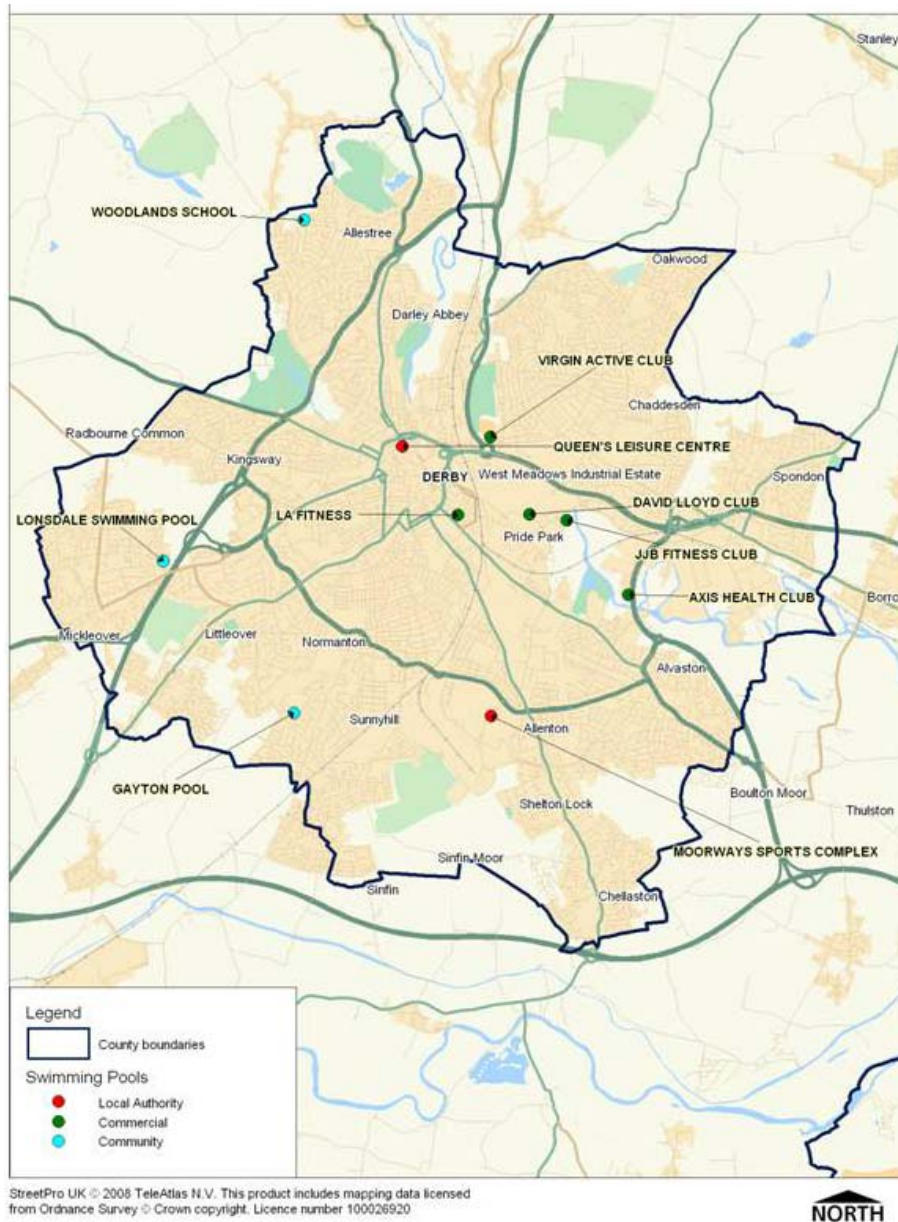 Stanley
WOODLANDS SCHOOL
Allestree
Oakwood
Darley Abbey
VIRGIN ACTIVE CLUB
Chaddesden
Radbourne Common
QUEEN'S LEISURE CENTRE
Kingsway
DERBY
West Meadows Industrial Estate
Spondon
DAVID LLOYD CLUB
LONSDALE SWIMMING POOL
LA FITNESS
Pride Park
JJB FITNESS CLUB
AXIS HEALTH CLUB
Borro
Mickleover
Littleover
Normanton
Alvaston
Sunnyhill
Allenton
GAYTON POOL
Boulton Moor
Shelton Lock
Thulston
MOORWAYS SPORTS COMPLEX
Sinfin Moor
Sinfin
Chellaston
Legend
County boundaries
Swimming Pools
Local Authority
Commercial
Community
StreetPro UK © 2008 TeleAtlas N.V. This product includes mapping data licensed
from Ordnance Survey © Crown copyright. Licence number 100026920
NORTH